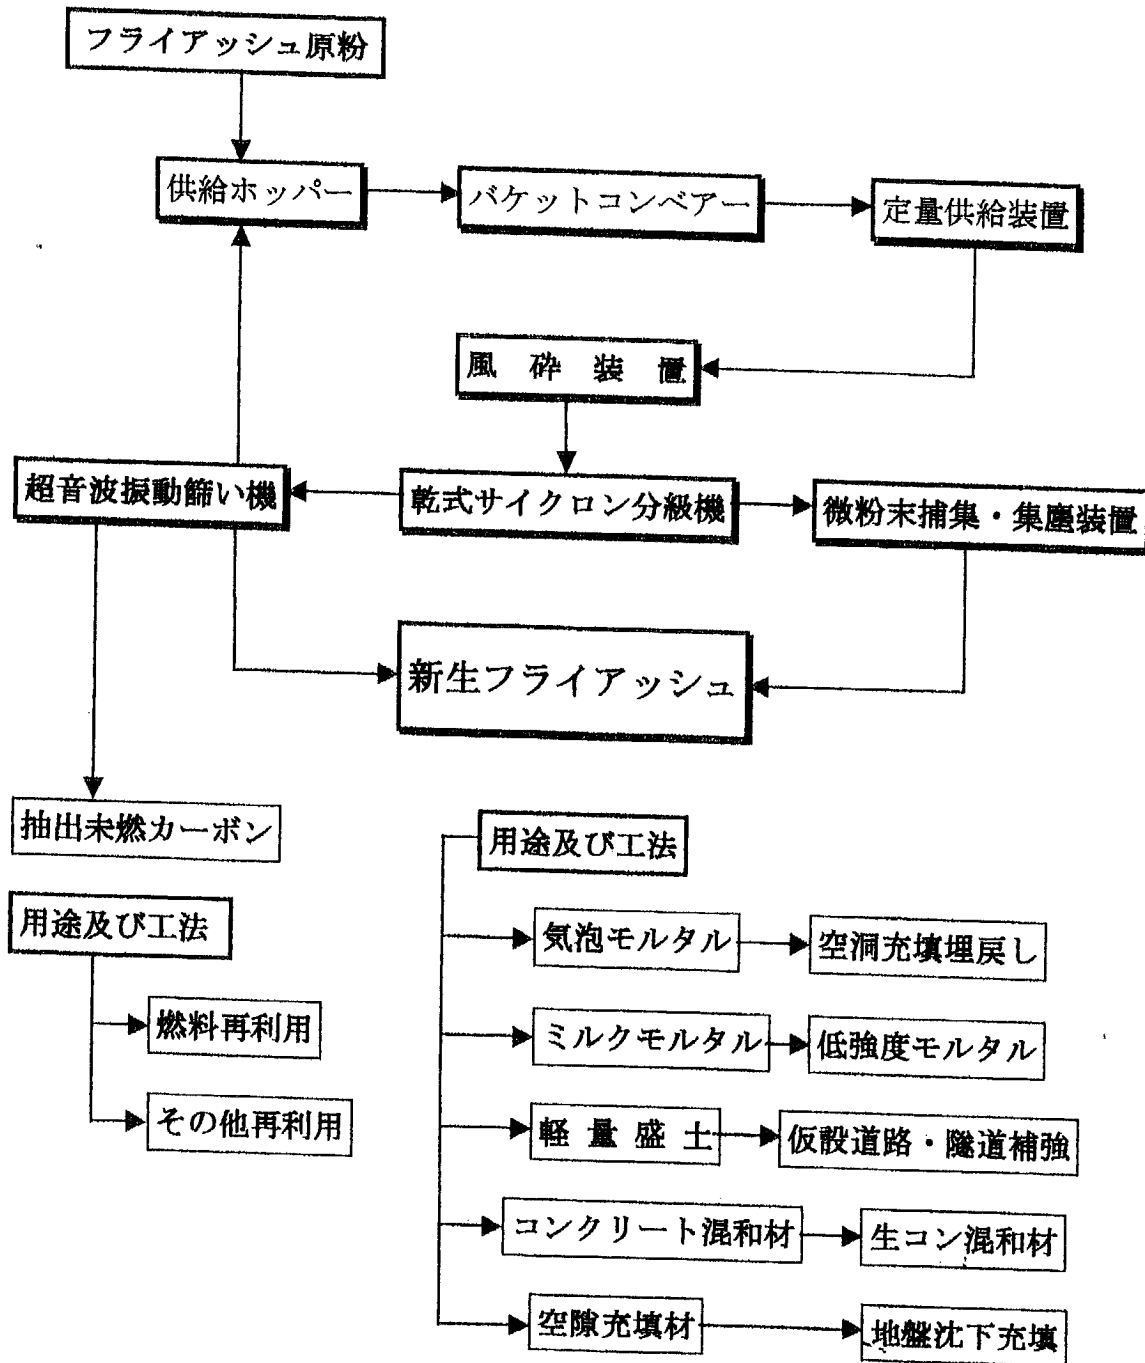 フライアッシュ原粉
供給ホッパー
バケットコンベアー
定量供給装置
風砕装置
超音波振動篩い機
乾式サイクロン分級機
微粉末捕集・集塵装置
新生フライアッシュ
抽出未燃カーボン
用途及び工法
燃料再利用
その他再利用
用途及び工法
気泡モルタル
空洞充填埋戻し
ミルクモルタル
低強度モルタル
軽量盛土
仮設道路・隧道補強
コンクリート混和材
生コン混和材
空隙充填材
地盤沈下充填